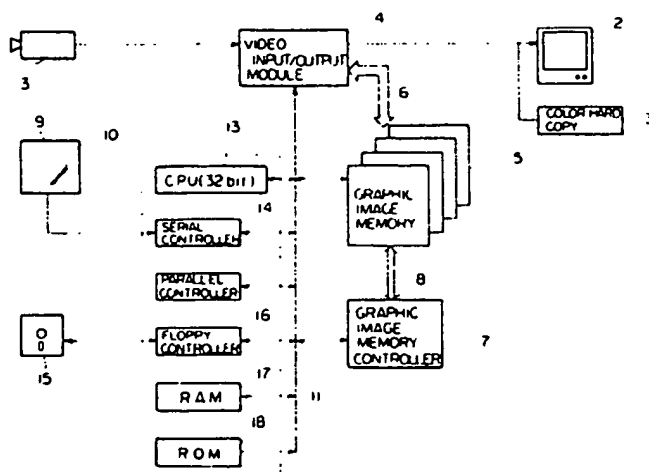 4
2
VIDEO
INPUT/OUTPUT
MODULE
3
6
COLOR HARD
COPY
3
9
10
13
5
CPU(32bit)
14
GRAPHIC
IMAGE
MEMORY
SERIAL
CONTROLLER
PARALLEL
CONTROLLER
8
16
GRAPHIC
IMAGE
MEMORY
CONTROLLER
7
FLOPPY
CONTROLLER
15
17
11
RAM
18
ROM